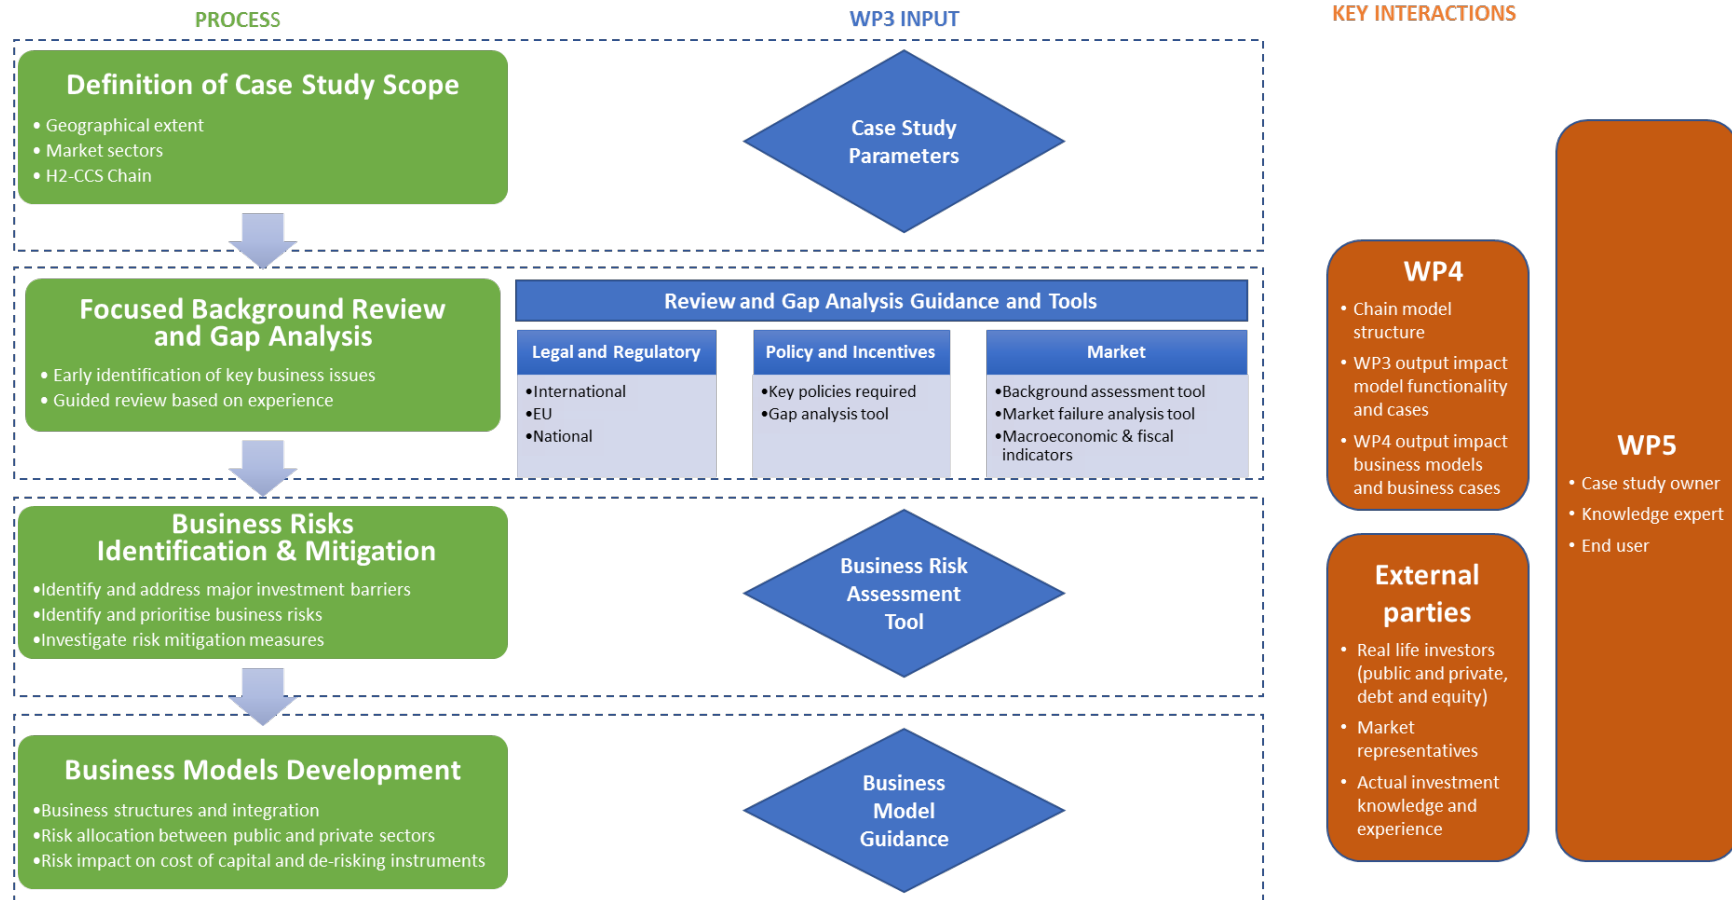 PROCESS
WP3 INPUT
KEY INTERACTIONS
Definition of Case Study Scope
• Geographical extent
• Market sectors
• H2-CCS Chain
Case Study
Parameters
Focused Background Review
and Gap Analysis
• Early identification of key business issues
• Guided review based on experience
Review and Gap Analysis Guidance and Tools
Legal and Regulatory
•International
•EU
•National
Policy and Incentives
•Key policies required
•Gap analysis tool
Market
•Background assessment tool
•Market failure analysis tool
•Macroeconomic & fiscal
indicators
Business Risks
Identification & Mitigation
•Identify and address major investment barriers
•Identify and prioritise business risks
•Investigate risk mitigation measures
Business Risk
Assessment
Tool
Business Models Development
•Business structures and integration
•Risk allocation between public and private sectors
•Risk impact on cost of capital and de-risking instruments
Business
Model
Guidance
WP4
• Chain model
structure
• WP3 output impact
model functionality
and cases
• WP4 output impact
business models
and business cases
External
parties
• Real life investors
(public and private,
debt and equity)
• Market
representatives
• Actual investment
knowledge and
experience
WP5
• Case study owner
• Knowledge expert
• End user